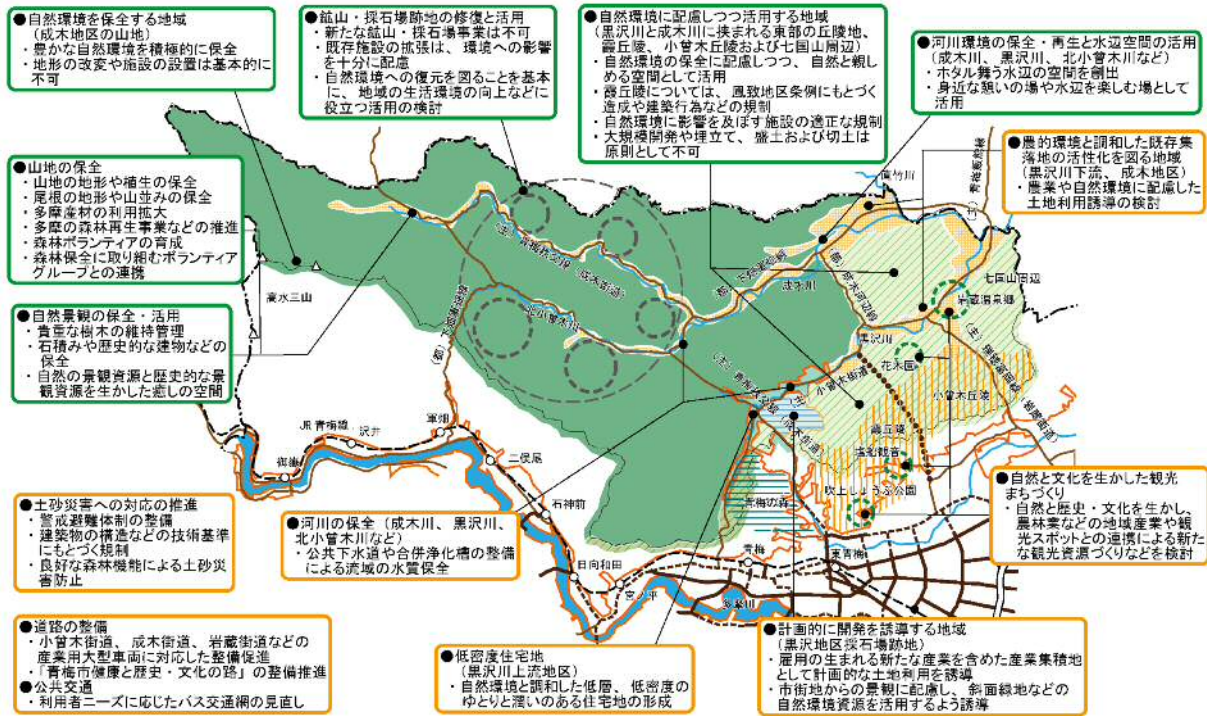 ●自然環境を保全する地域
(成木地区の山地)
・豊かな自然環境を積極的に保全
・地形の改変や施設の設置は基本的に
不可
●鉱山・採石場跡地の修復と活用
・新たな鉱山・採石場事業は不可
・既存施設の拡張は、環境への影響
を十分に配慮
・自然環境への復元を図ることを基本
に、地域の生活環境の向上などに
役立つ活用の検討
●自然環境に配慮しつつ活用する地域
(黒沢川と成木川に挟まれる東部の丘陵地、
霞丘陵、小曾木丘陵および七国山周辺)
・自然環境の保全に配慮しつつ、自然と親し
める空間として活用
・霞丘陵については、風致地区条例にもとづく
造成や建築行為などの規制
・自然環境に影響を及ぼす施設の適正な規制
・大規模開発や埋立て、盛土および切土は
原則として不可
●河川環境の保全・再生と水辺空間の活用
(成木川、黒沢川、北小曾木川など)
・ホタル舞う水辺の空間を創出
・身近な憩いの場や水辺を楽しむ場として
活用
●農的環境と調和した既存集
落地の活性化を図る地域
(黒沢川下流、成木地区)
・農業や自然環境に配慮した
土地利用誘導の検討
●山地の保全
・山地の地形や植生の保全
・尾根の地形や山並みの保全
・多摩産材の利用拡大
・多摩の森林再生事業などの推進
・森林ボランティアの育成
・森林保全に取り組むボランティア
グループとの連携
●自然景観の保全・活用
・貴重な樹木の維持管理
・石積みや歴史的な建物などの
保全
・自然の景観資源と歴史的な景
観資源を生かした癒しの空間
直竹川
(主)青梅飯能線
(主)青梅秩父線(成木街道)
成木川
七国山周辺
岩蔵温泉郷
高水三山
北小曾木川
黒沢川
花木園
小曾木街道
小曾木丘陵
霞丘陵
塩船観音
吹上しょうぶ公園
青梅の森
JR青梅線
御嶽
沢井
軍畑
二俣尾
石神前
日向和田
宮ノ平
青梅
東青梅
多摩川
●土砂災害への対応の推進
・警戒避難体制の整備
・建築物の構造などの技術基準
にもとづく規制
・良好な森林機能による土砂災
害防止
●河川の保全(成木川、黒沢川、
北小曾木川など)
・公共下水道や合併浄化槽の整備
による流域の水質保全
●自然と文化を生かした観光
まちづくり
・自然と歴史・文化を生かし、
農林業などの地域産業や観
光スポットとの連携による新た
な観光資源づくりなどを検討
●道路の整備
・小曾木街道、成木街道、岩蔵街道などの
産業用大型車両に対応した整備促進
・「青梅市健康と歴史・文化の路」の整備推進
●公共交通
・利用者ニーズに応じたバス交通網の見直し
●低密度住宅地
(黒沢川上流地区)
・自然環境と調和した低層、低密度の
ゆとりと潤いのある住宅地の形成
●計画的に開発を誘導する地域
(黒沢地区採石場跡地)
・雇用の生まれる新たな産業を含めた産業集積地
として計画的な土地利用を誘導
・市街地からの景観に配慮し、斜面緑地などの
自然環境資源を活用するよう誘導